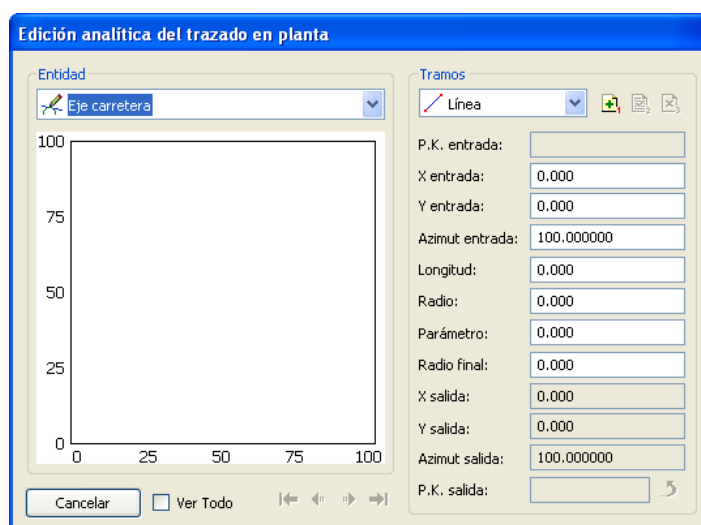 Edición analítica del trazado en planta
Entidad
Eje carretera
100
75
50
25
0
0 25 50 75 100
Cancelar
Ver Todo
Tramos
Línea
1 2 3
P.K. entrada:
X entrada: 0.000
Y entrada: 0.000
Azimut entrada: 100.000000
Longitud: 0.000
Radio: 0.000
Parámetro: 0.000
Radio final: 0.000
X salida: 0.000
Y salida: 0.000
Azimut salida: 100.000000
P.K. salida: